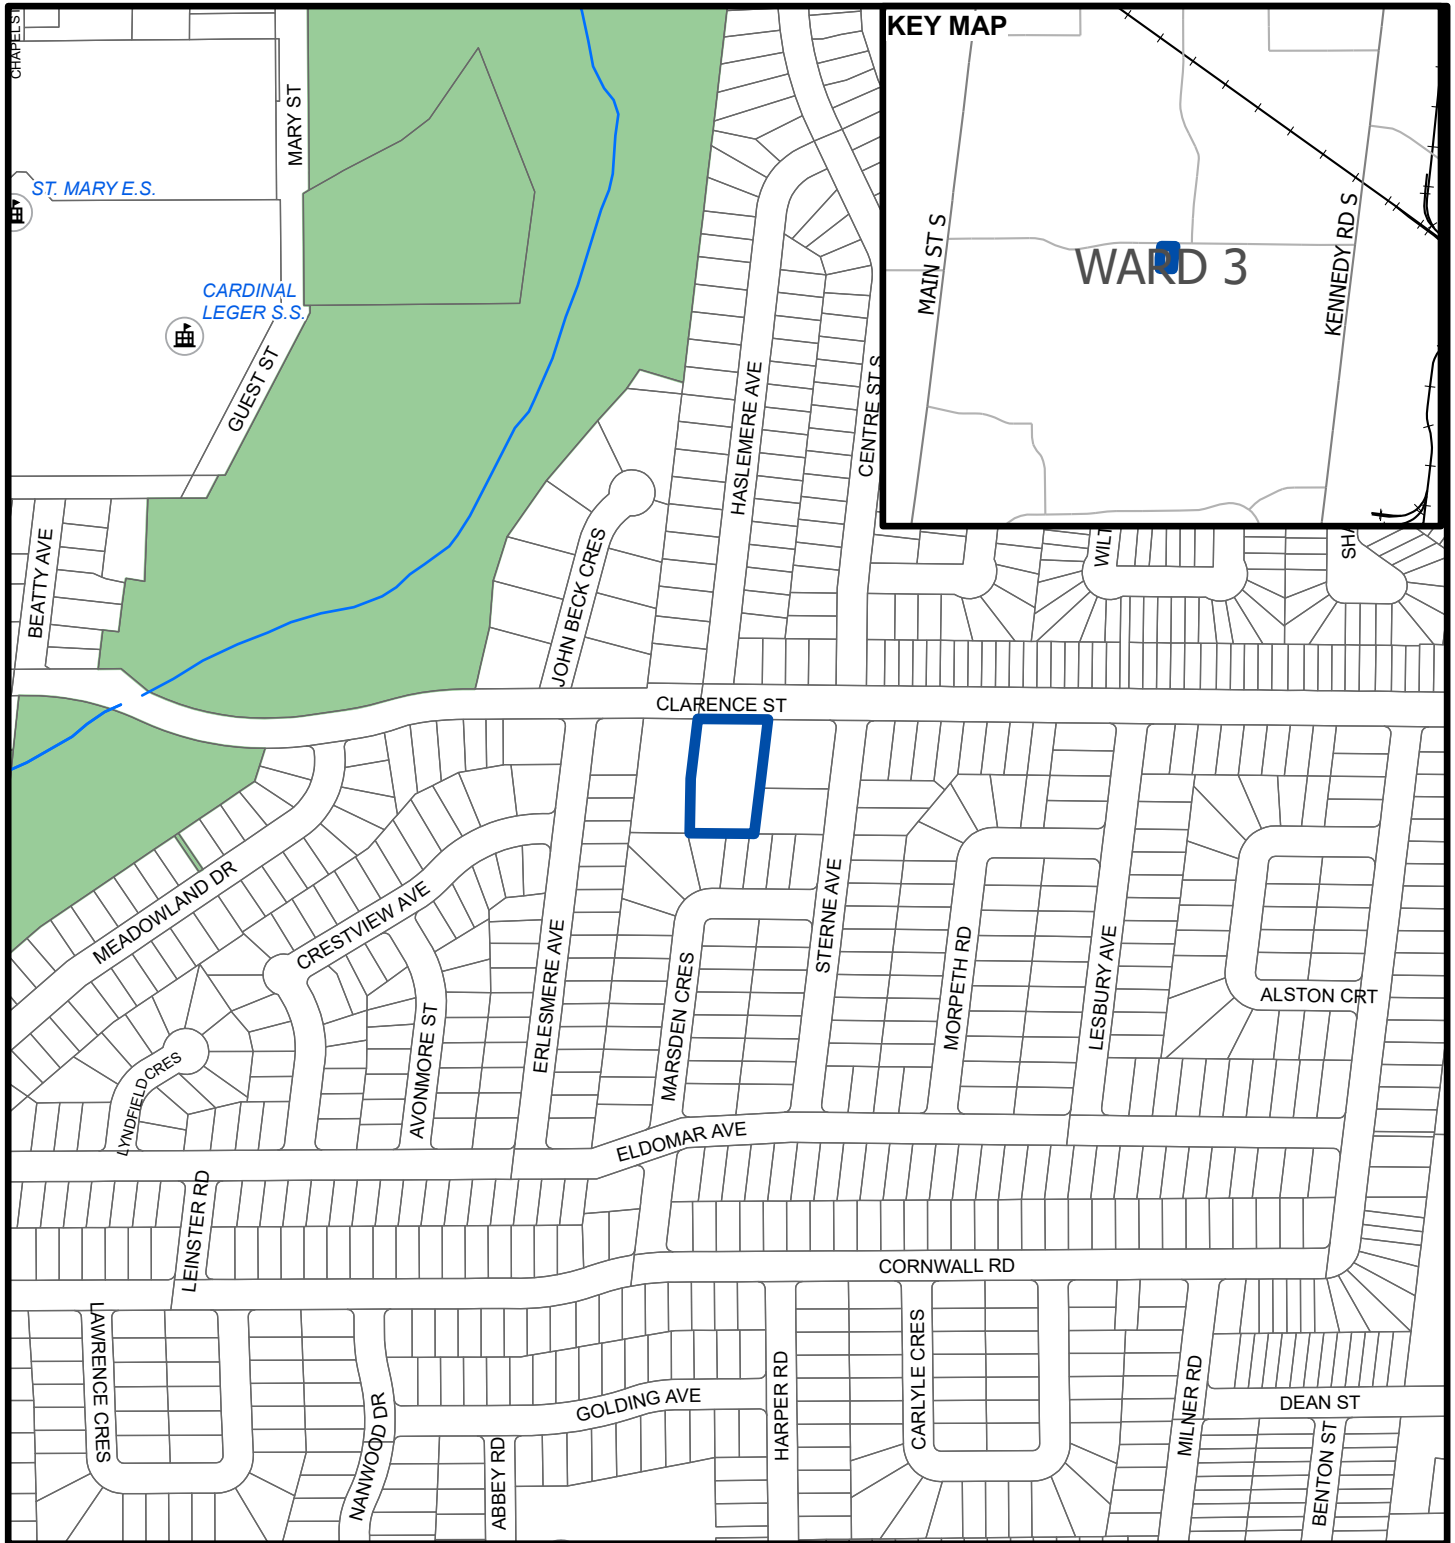 CHAPEL ST
MARY ST
KEY MAP
ST. MARY E.S.
CARDINAL
LEGER S.S.
GUEST ST
MAIN ST S
WARD 3
KENNEDY RD S
HASLEMERE AVE
CENTRE ST S
BEATTY AVE
JOHN BECK CRES
WILT
SHA
CLARENCE ST
MEADOWLAND DR
CRESTVIEW AVE
ERLESMERE AVE
MARSDEN CRES
STERNE AVE
MORPETH RD
LESBURY AVE
ALSTON CRT
LYNDFIELD CRES
AVONMORE ST
ELDOMAR AVE
LEINSTER RD
CORNWALL RD
LAWRENCE CRES
NANWOOD DR
GOLDING AVE
ABBEY RD
HARPER RD
CARLYLE CRES
MILNER RD
DEAN ST
BENTON ST